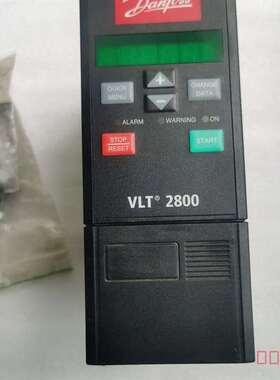 Danfoss
QUICK
MENU
+
CHANGE
DATA
−
ALARM
WARNING
ON
STOP
RESET
START
VLT® 2800